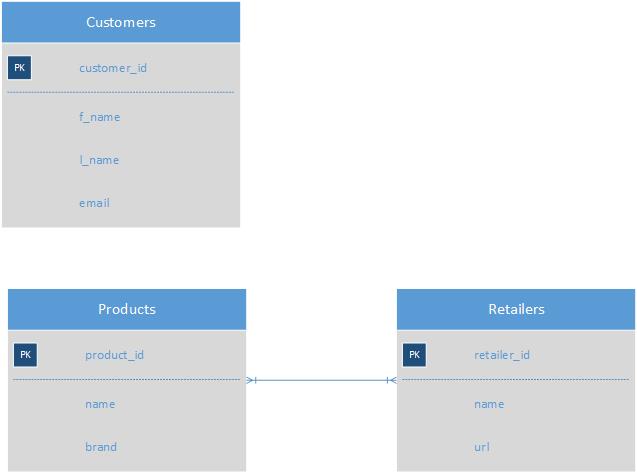 Customers
PK customer_id
f_name
l_name
email
Products
PK product_id
name
brand
Retailers
PK retailer_id
name
url